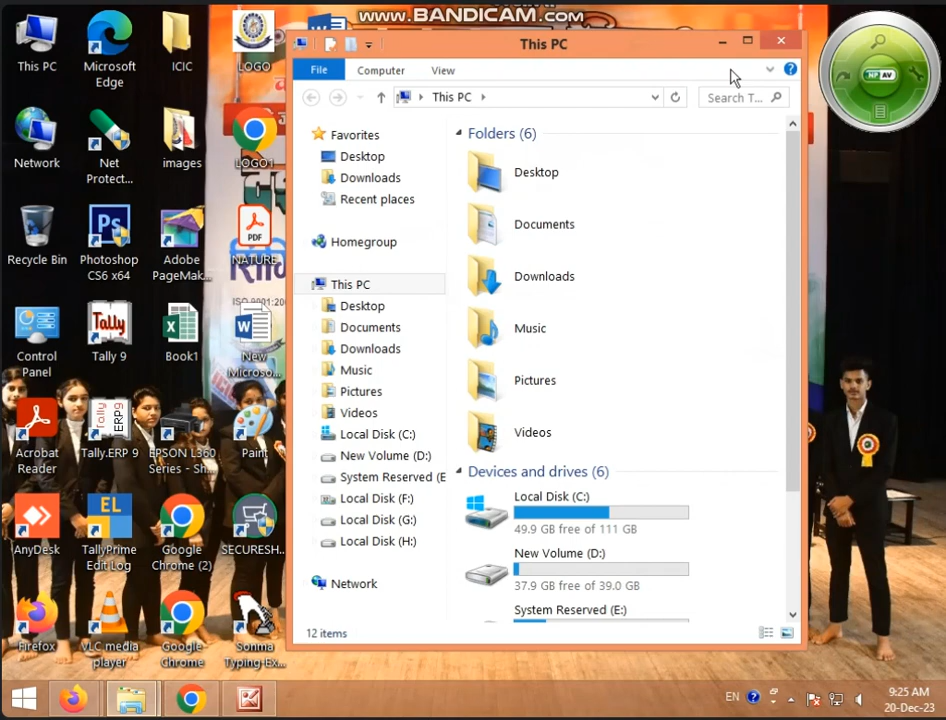 WWW.BANDICAM.COM
This PC
Microsoft
Edge
ICIC
LOGO
Network
Net
Protect...
images
LOGO1
Recycle Bin
Photoshop
CS6 x64
Adobe
PageMak...
PDF
NATURE
Control
Panel
Tally
Tally 9
Book1
New
Microso...
Acrobat
Reader
Tally
ERP9
Tally.ERP 9
EPSON L360
Series - Sh...
Paint
AnyDesk
EL
TallyPrime
Edit Log
Google
Chrome (2)
SECURESH...
Firefox
VLC media
player
Google
Chrome
Sonma
Typing-Ex...
This PC
File
Computer
View
This PC
Search T...
Favorites
Desktop
Downloads
Recent places
Homegroup
This PC
Desktop
Documents
Downloads
Music
Pictures
Videos
Local Disk (C:)
New Volume (D:)
System Reserved (E
Local Disk (F:)
Local Disk (G:)
Local Disk (H:)
Network
Folders (6)
Desktop
Documents
Downloads
Music
Pictures
Videos
Devices and drives (6)
Local Disk (C:)
49.9 GB free of 111 GB
New Volume (D:)
37.9 GB free of 39.0 GB
System Reserved (E:)
12 items
NP AV
EN
9:25 AM
20-Dec-23